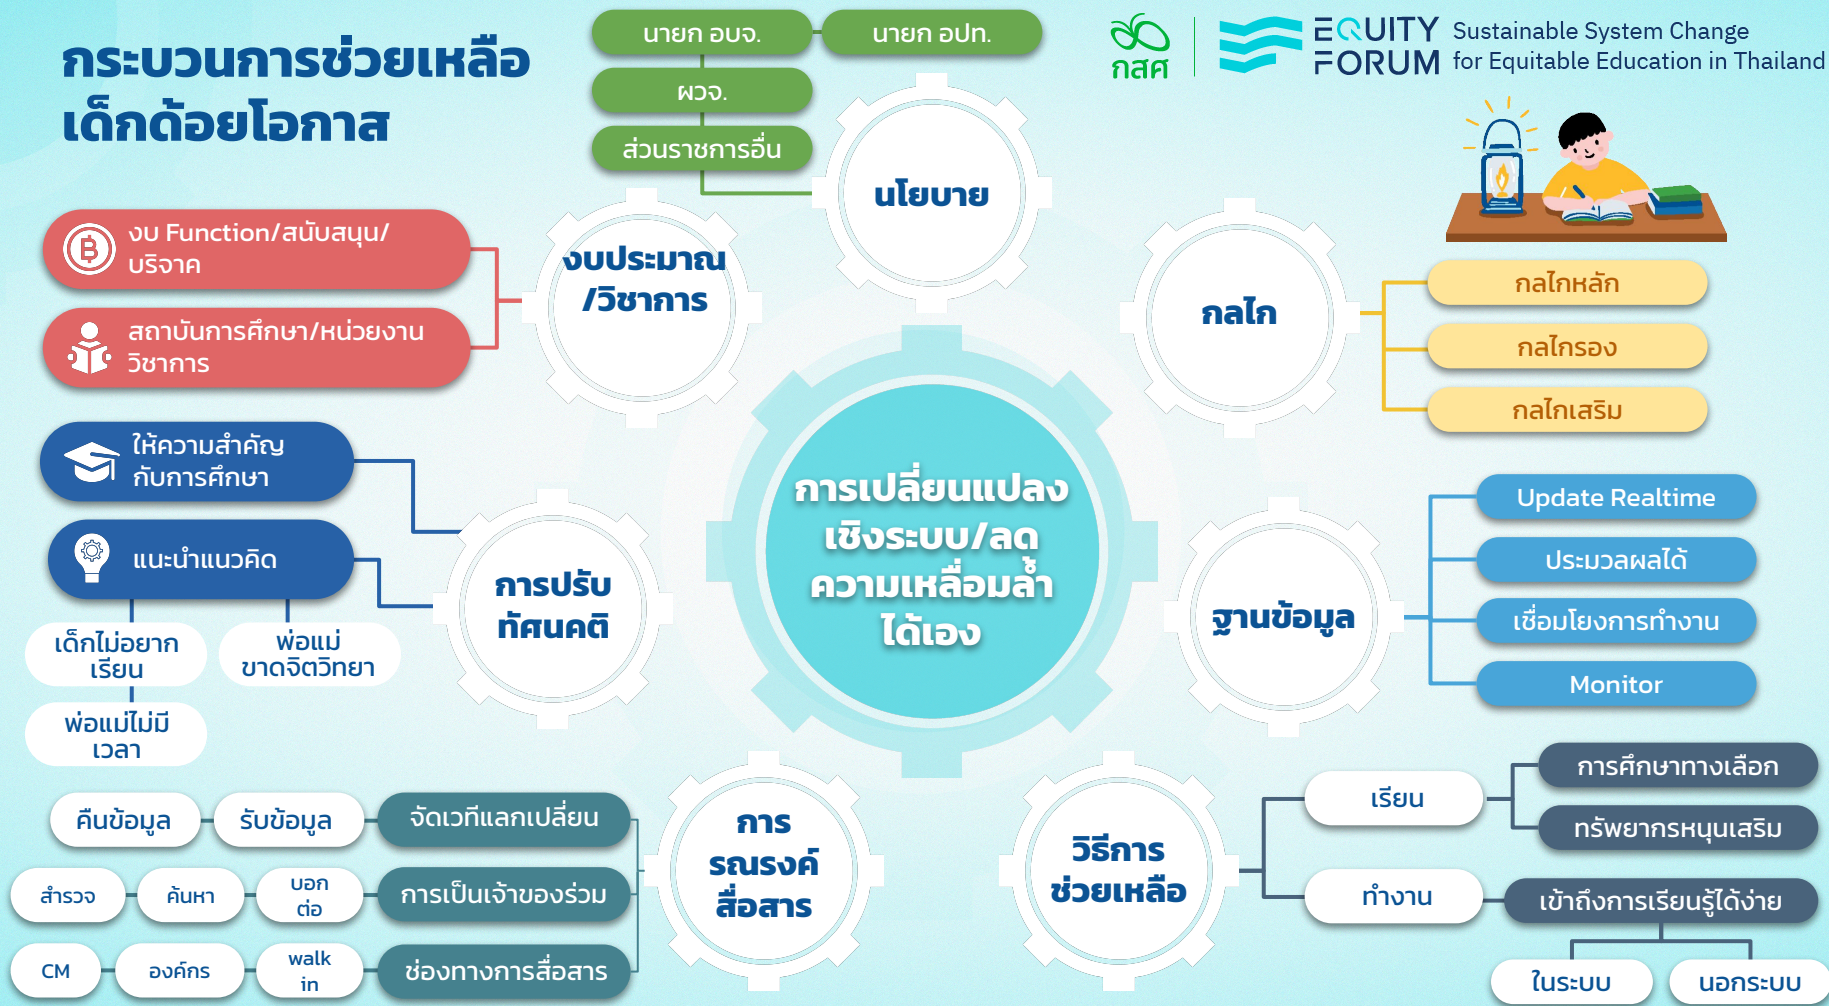 กระบวนการช่วยเหลือ
เด็กด้อยโอกาส
นายก อบจ.
นายก อปท.
ผวจ.
ส่วนราชการอื่น
นโยบาย
กสศ
EQUITY
FORUM
Sustainable System Change
for Equitable Education in Thailand
งบ Function/สนับสนุน/
บริจาค
สถาบันการศึกษา/หน่วยงาน
วิชาการ
งบประมาณ
/วิชาการ
กลไก
กลไกหลัก
กลไกรอง
กลไกเสริม
ให้ความสำคัญ
กับการศึกษา
แนะนำแนวคิด
เด็กไม่อยาก
เรียน
พ่อแม่
ขาดจิตวิทยา
พ่อแม่ไม่มี
เวลา
การปรับ
ทัศนคติ
การเปลี่ยนแปลง
เชิงระบบ/ลด
ความเหลื่อมล้ำ
ได้เอง
ฐานข้อมูล
Update Realtime
ประมวลผลได้
เชื่อมโยงการทำงาน
Monitor
คืนข้อมูล
รับข้อมูล
จัดเวทีแลกเปลี่ยน
สำรวจ
ค้นหา
บอก
ต่อ
การเป็นเจ้าของร่วม
CM
องค์กร
walk
in
ช่องทางการสื่อสาร
การ
รณรงค์
สื่อสาร
วิธีการ
ช่วยเหลือ
เรียน
การศึกษาทางเลือก
ทรัพยากรหนุนเสริม
ทำงาน
เข้าถึงการเรียนรู้ได้ง่าย
ในระบบ
นอกระบบ